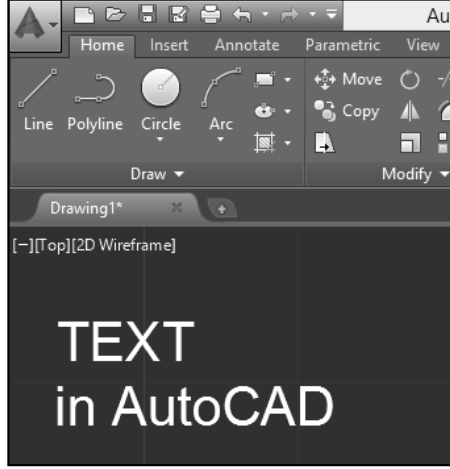 Au
Home Insert Annotate Parametric View
Line Polyline Circle Arc Move
Copy
Draw Modify
Drawing1*
[−][Top][2D Wireframe]
TEXT
in AutoCAD